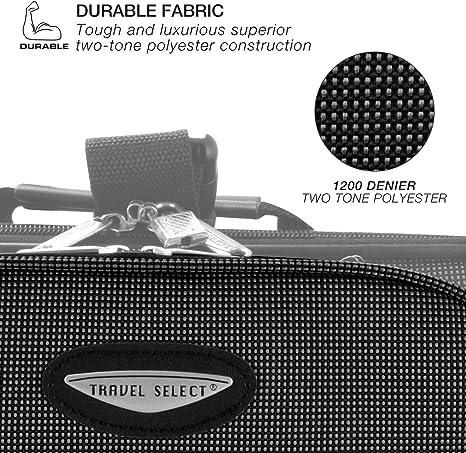 DURABLE FABRIC
Tough and luxurious superior
two-tone polyester construction
DURABLE
1200 DENIER
TWO TONE POLYESTER
TRAVEL SELECT®